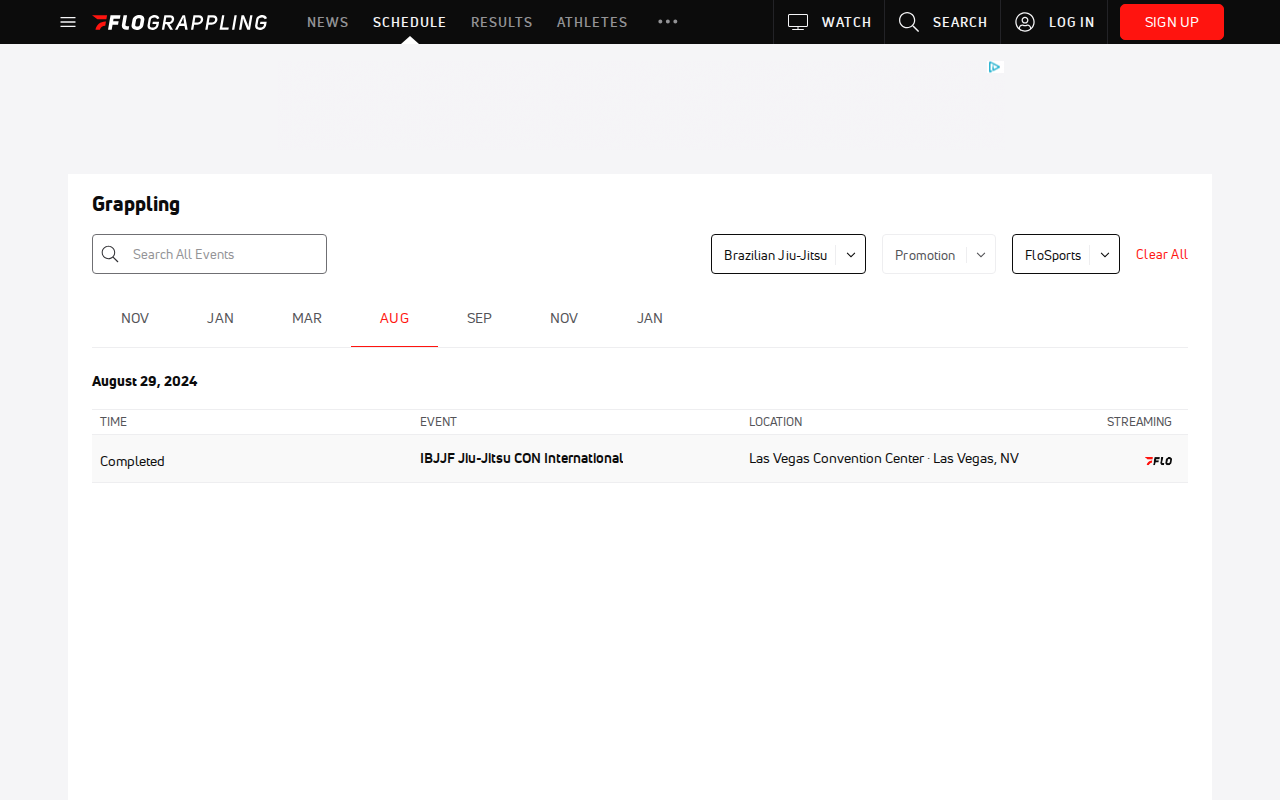 FLOGRAPPLING NEWS SCHEDULE RESULTS ATHLETES WATCH SEARCH LOG IN SIGN UP
Grappling
Search All Events Brazilian Jiu-Jitsu Promotion FloSports Clear All
NOV JAN MAR AUG SEP NOV JAN
August 29, 2024
TIME EVENT LOCATION STREAMING
Completed IBJJF Jiu-Jitsu CON International Las Vegas Convention Center · Las Vegas, NV FLO